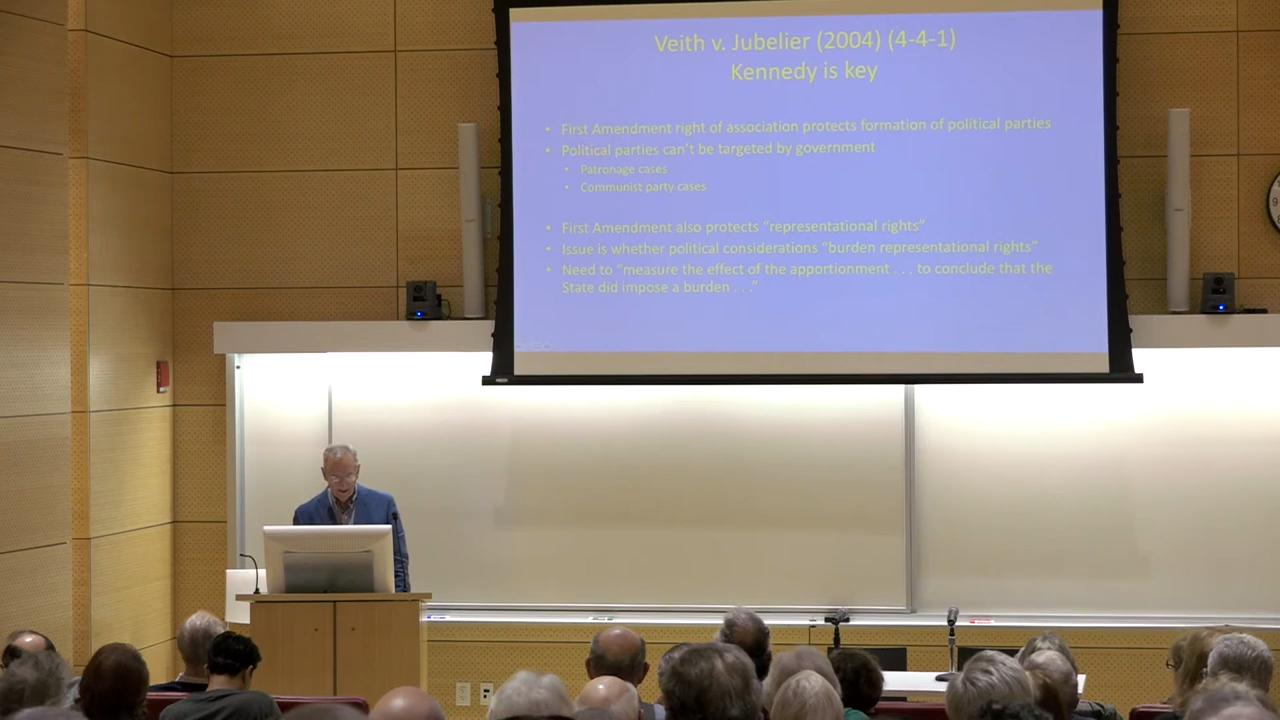 Veith v. Jubelier (2004) (4-4-1)
Kennedy is key
• First Amendment right of association protects formation of political parties
• Political parties can't be targeted by government
• Patronage cases
• Communist party cases
• First Amendment also protects "representational rights"
• Issue is whether political considerations "burden representational rights"
• Need to "measure the effect of the apportionment . . . to conclude that the
State did impose a burden . . ."
9